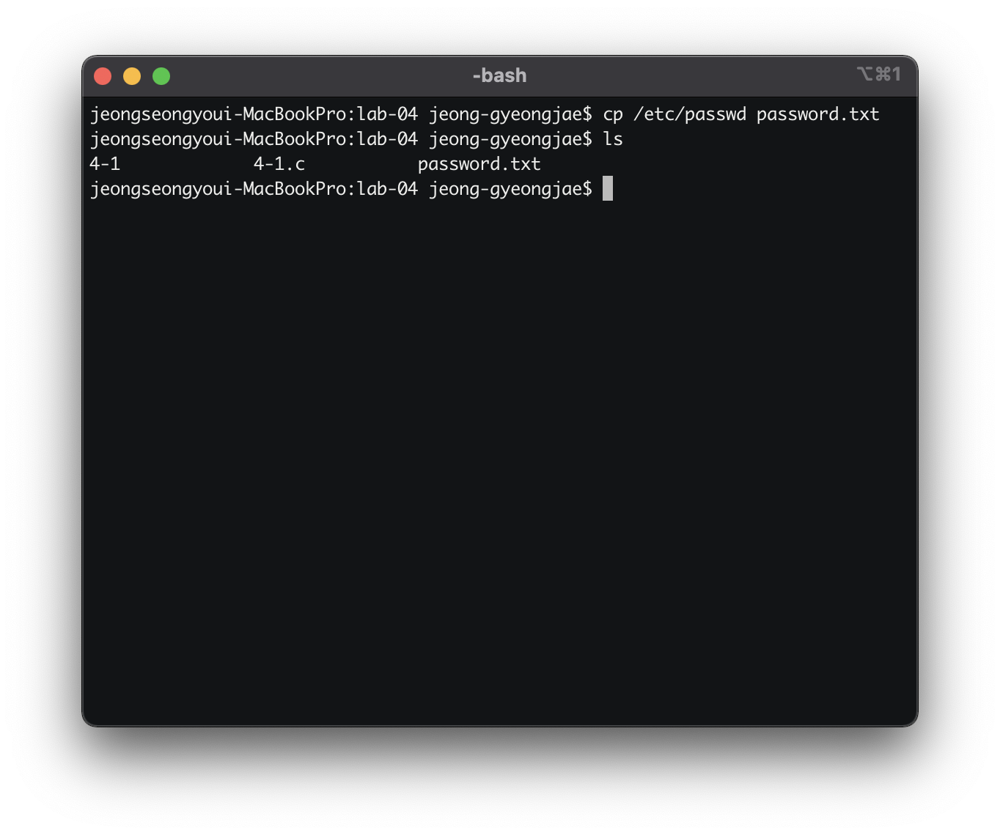 -bash ⌥⌘1
jeongseongyoui-MacBookPro:lab-04 jeong-gyeongjae$ cp /etc/passwd password.txt
jeongseongyoui-MacBookPro:lab-04 jeong-gyeongjae$ ls
4-1 4-1.c password.txt
jeongseongyoui-MacBookPro:lab-04 jeong-gyeongjae$